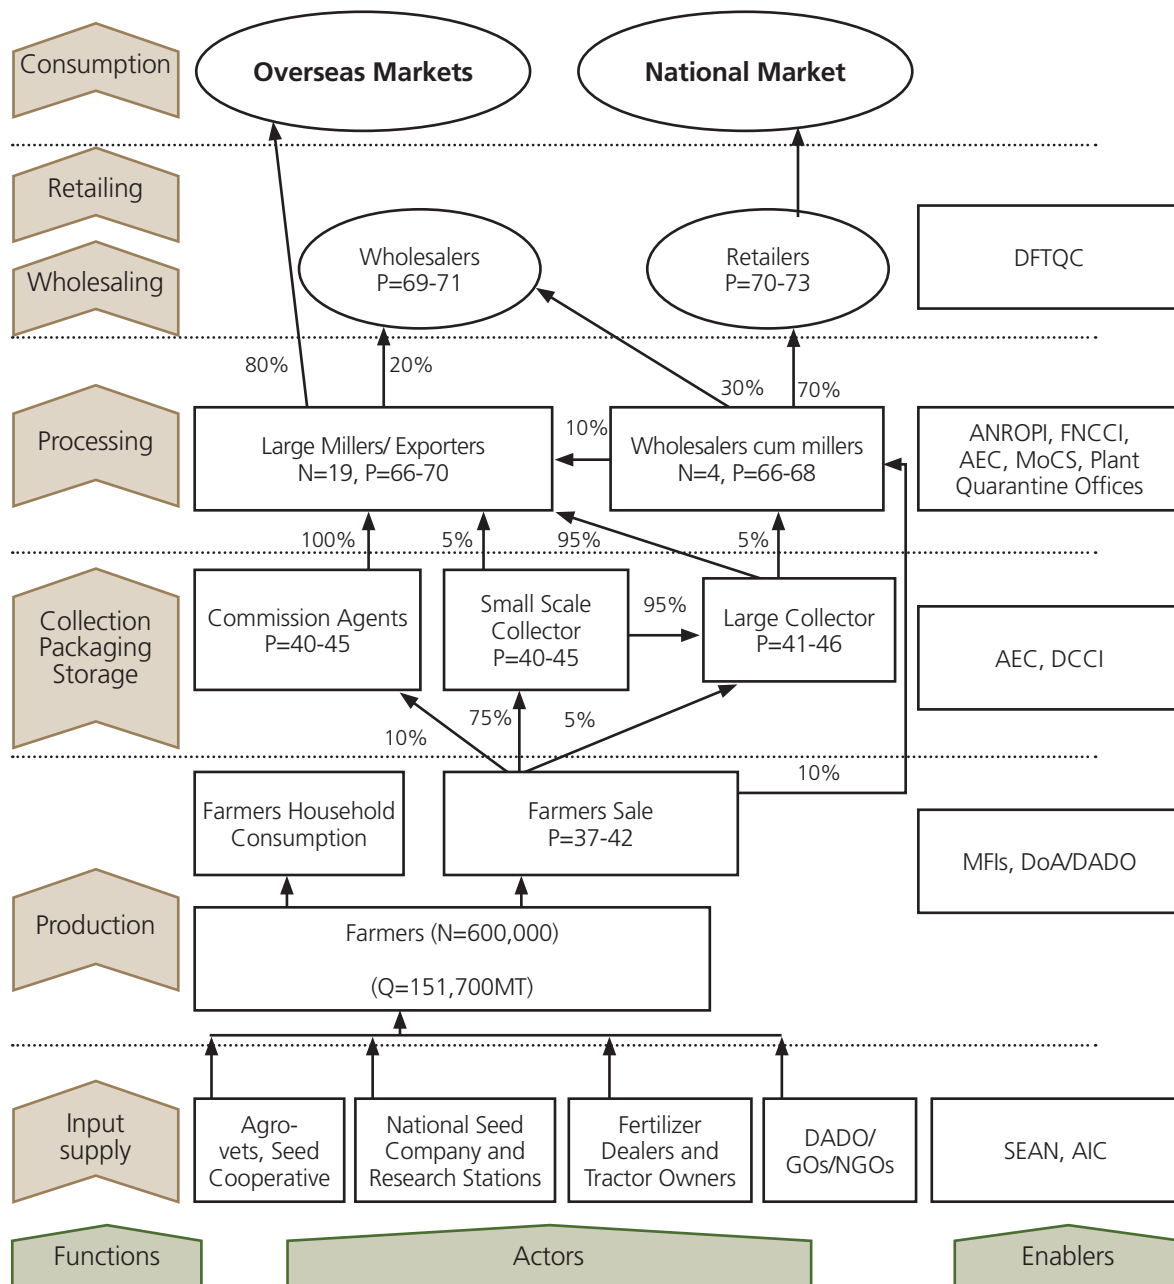 Consumption
Overseas Markets
National Market
Retailing
Wholesaling
Wholesalers
P=69-71
Retailers
P=70-73
DFTQC
80%
20%
30%
70%
Processing
Large Millers/ Exporters
N=19, P=66-70
10%
Wholesalers cum millers
N=4, P=66-68
ANROPI, FNCCI,
AEC, MoCS, Plant
Quarantine Offices
100%
5%
95%
5%
Collection
Packaging
Storage
Commission Agents
P=40-45
Small Scale
Collector
P=40-45
95%
Large Collector
P=41-46
AEC, DCCI
10%
75%
5%
10%
Production
Farmers Household
Consumption
Farmers Sale
P=37-42
MFIs, DoA/DADO
Farmers (N=600,000)
(Q=151,700MT)
Input
supply
Agro-
vets, Seed
Cooperative
National Seed
Company and
Research Stations
Fertilizer
Dealers and
Tractor Owners
DADO/
GOs/NGOs
SEAN, AIC
Functions
Actors
Enablers